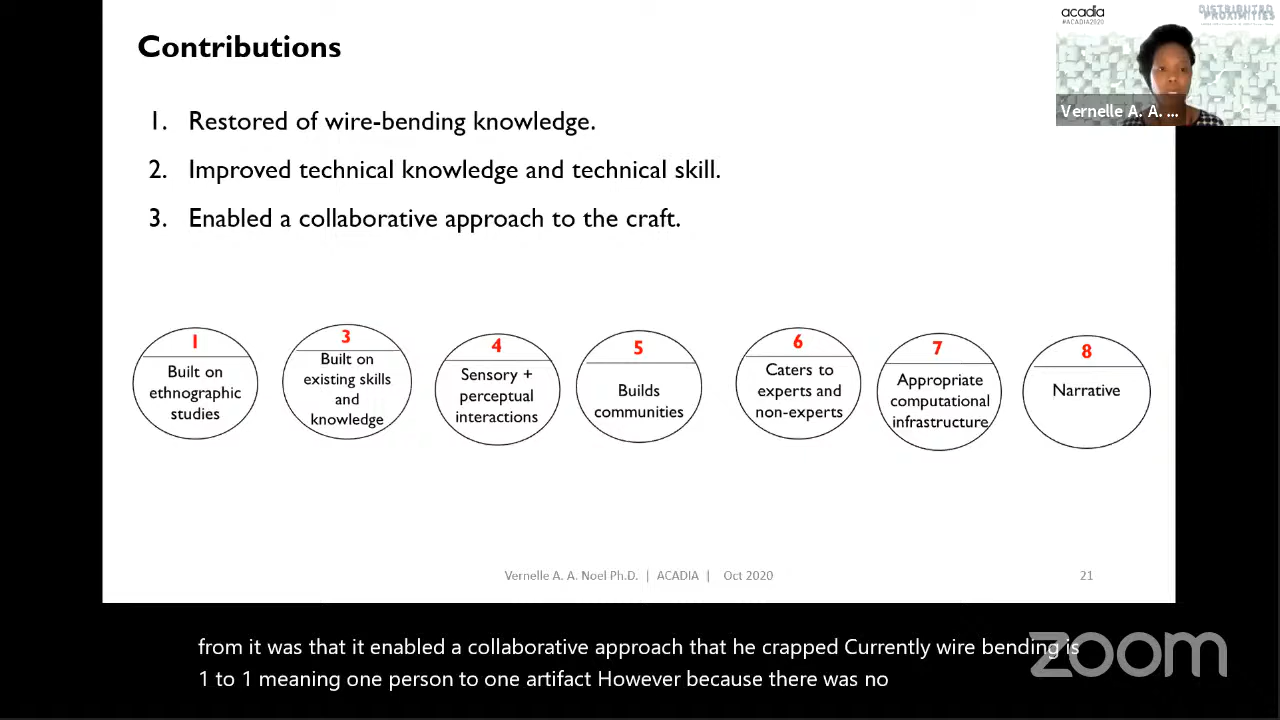 Contributions
1. Restored of wire-bending knowledge.
2. Improved technical knowledge and technical skill.
3. Enabled a collaborative approach to the craft.
1
Built on
ethnographic
studies
3
Built on
existing skills
and
knowledge
4
Sensory +
perceptual
interactions
5
Builds
communities
6
Caters to
experts and
non-experts
7
Appropriate
computational
infrastructure
8
Narrative
Vernelle A. A. Noel Ph.D. | ACADIA | Oct 2020
21
acadia
#ACADIA2020
DISTRIBUTED
PROXIMITIES
Vernelle A. A. ...
from it was that it enabled a collaborative approach that he crapped Currently wire bending is
1 to 1 meaning one person to one artifact However because there was no
zoom